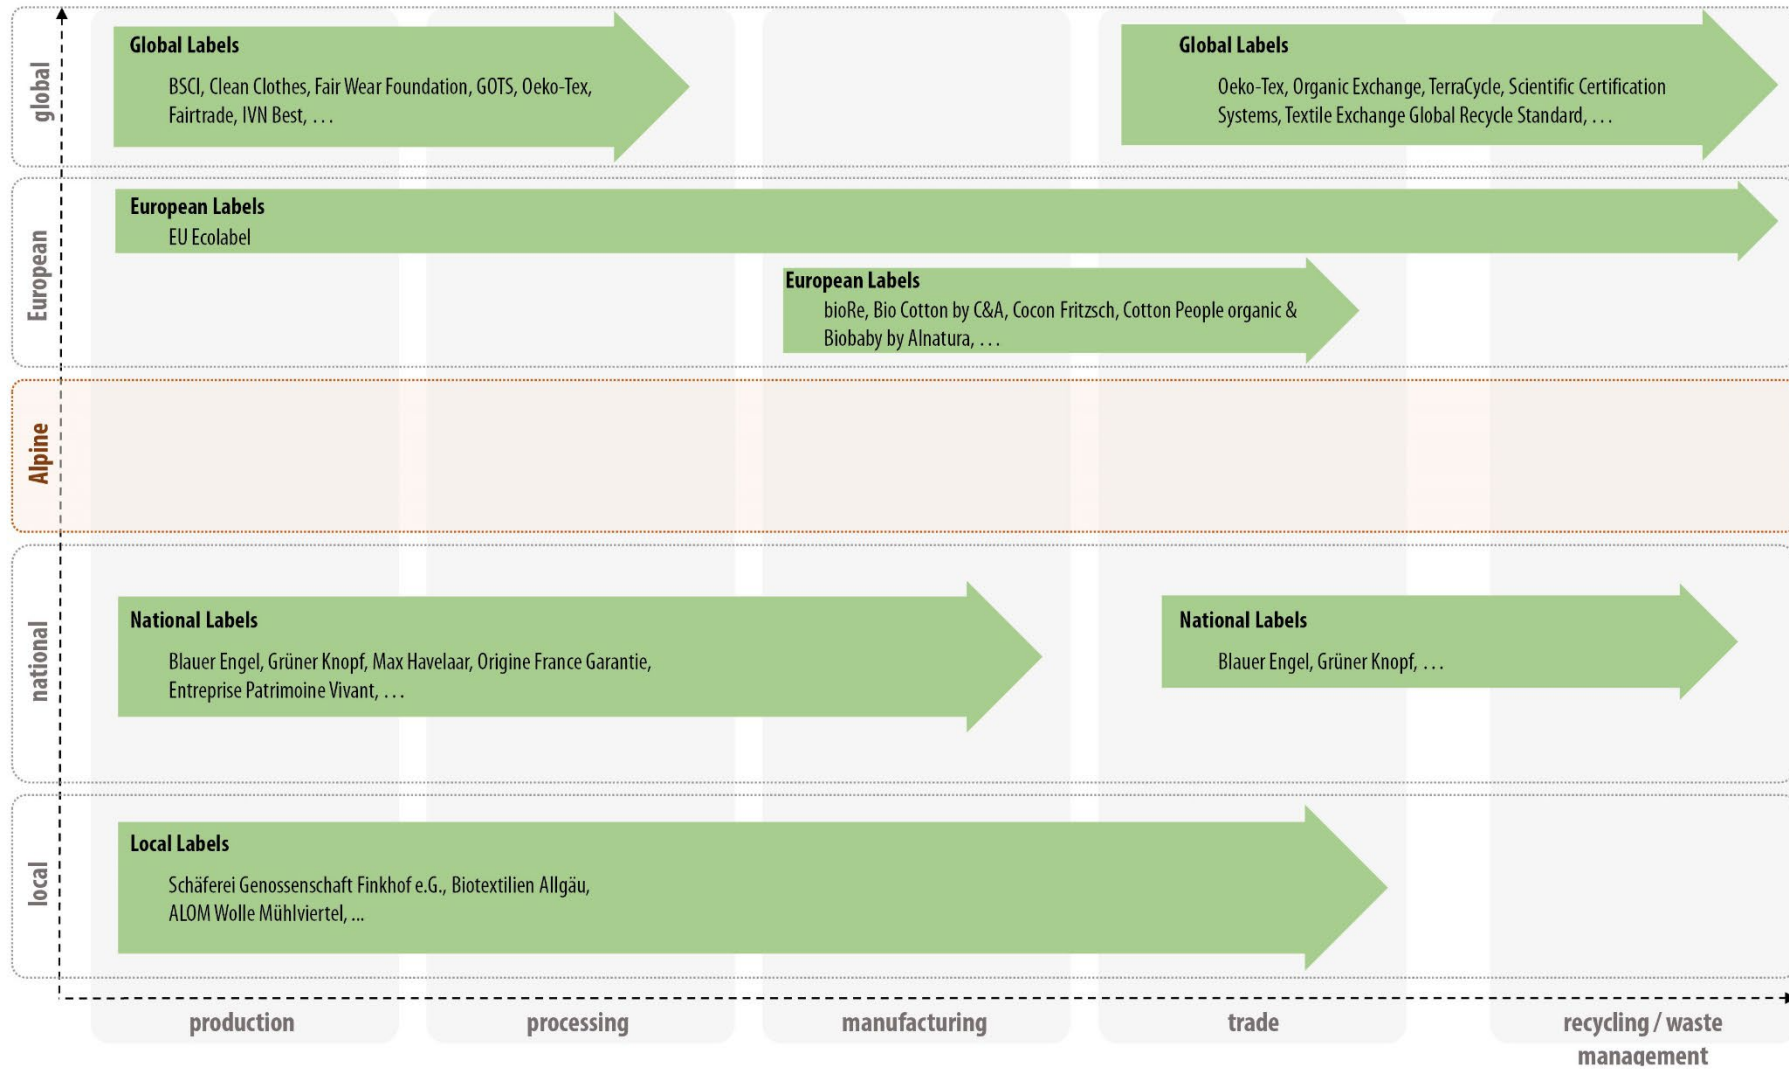 global
Global Labels
BSCI, Clean Clothes, Fair Wear Foundation, GOTS, Oeko-Tex,
Fairtrade, IVN Best, . . .
Global Labels
Oeko-Tex, Organic Exchange, TerraCycle, Scientific Certification
Systems, Textile Exchange Global Recycle Standard, . . .
European
European Labels
EU Ecolabel
European Labels
bioRe, Bio Cotton by C&A, Cocon Fritzsch, Cotton People organic &
Biobaby by Alnatura, . . .
Alpine
national
National Labels
Blauer Engel, Grüner Knopf, Max Havelaar, Origine France Garantie,
Entreprise Patrimoine Vivant, . . .
National Labels
Blauer Engel, Grüner Knopf, . . .
local
Local Labels
Schäferei Genossenschaft Finkhof e.G., Biotextilien Allgäu,
ALOM Wolle Mühlviertel, ...
production
processing
manufacturing
trade
recycling / waste
management